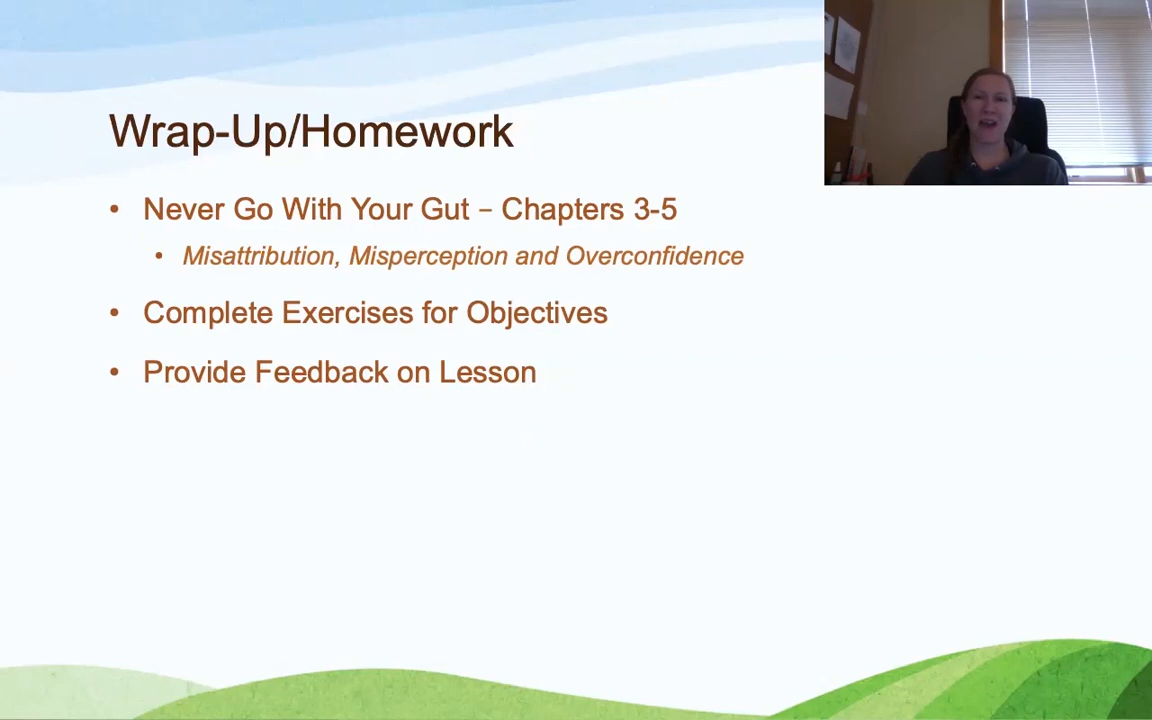 Wrap-Up/Homework
• Never Go With Your Gut – Chapters 3-5
• Misattribution, Misperception and Overconfidence
• Complete Exercises for Objectives
• Provide Feedback on Lesson